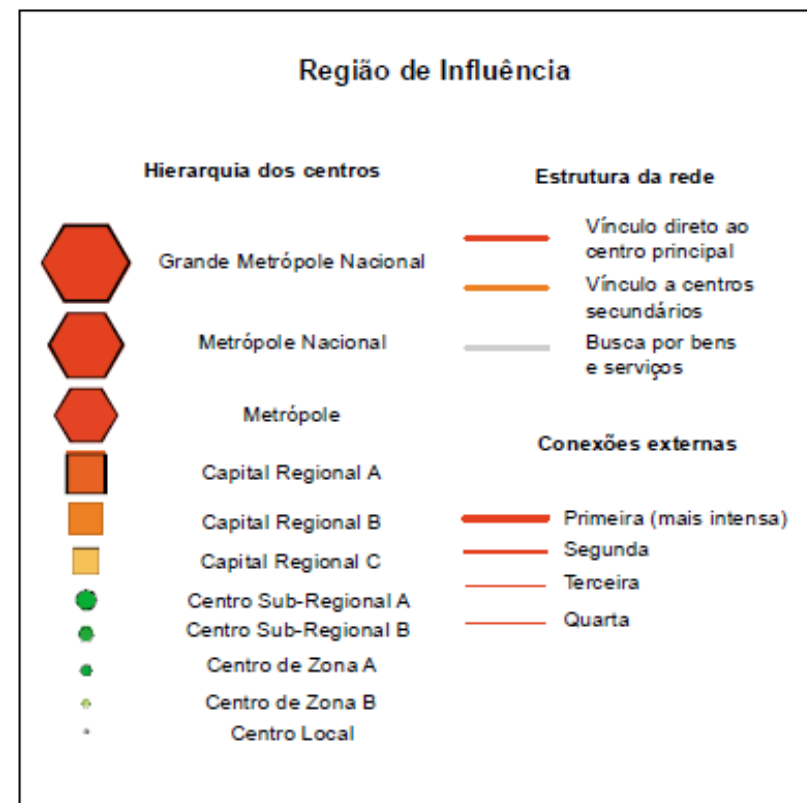 Região de Influência
Hierarquia dos centros
Grande Metrópole Nacional
Metrópole Nacional
Metrópole
Capital Regional A
Capital Regional B
Capital Regional C
Centro Sub-Regional A
Centro Sub-Regional B
Centro de Zona A
Centro de Zona B
Centro Local
Estrutura da rede
Vínculo direto ao
centro principal
Vínculo a centros
secundários
Busca por bens
e serviços
Conexões externas
Primeira (mais intensa)
Segunda
Terceira
Quarta